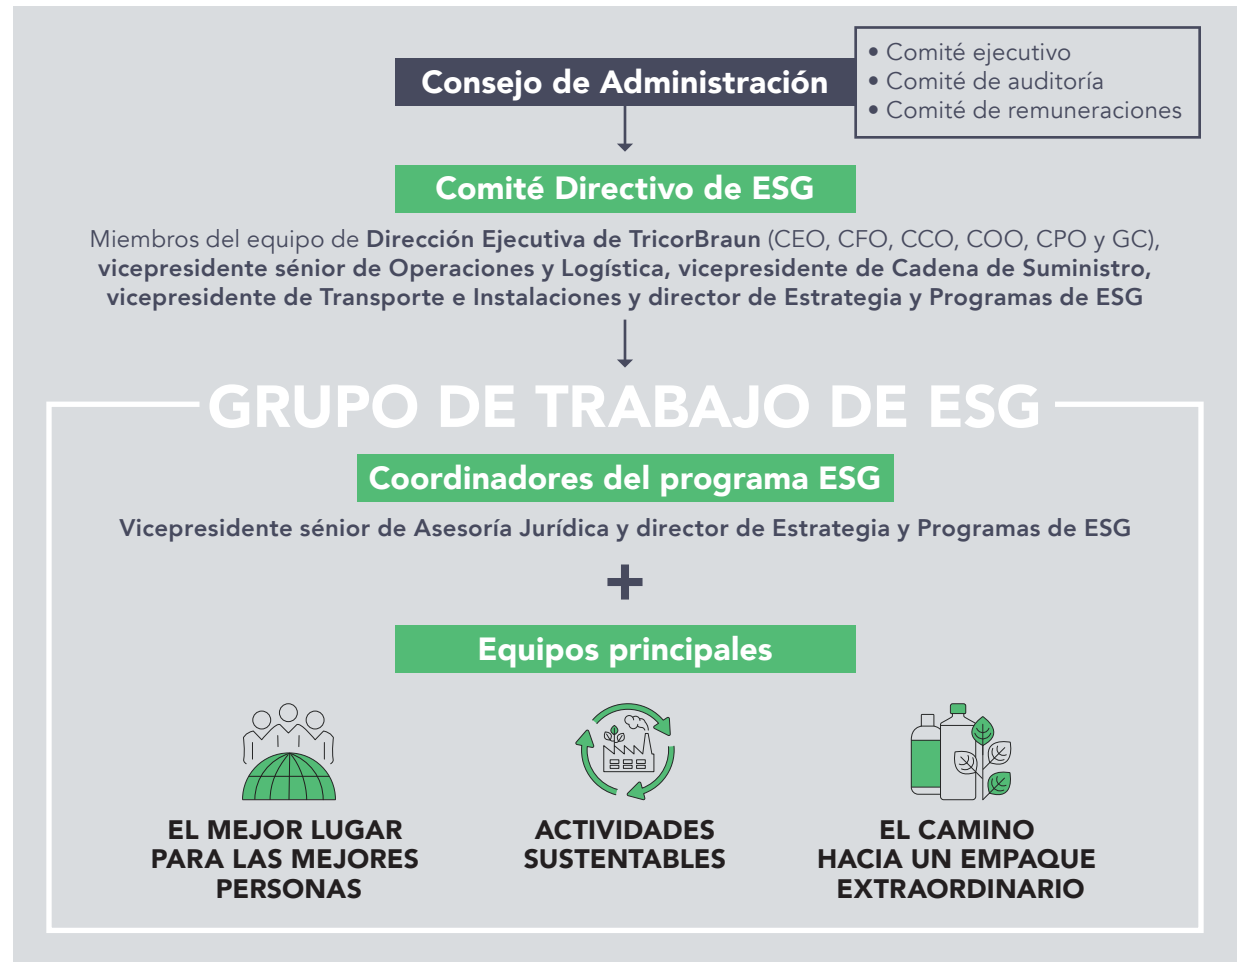 Consejo de Administración
• Comité ejecutivo
• Comité de auditoría
• Comité de remuneraciones
Comité Directivo de ESG
Miembros del equipo de Dirección Ejecutiva de TricorBraun (CEO, CFO, CCO, COO, CPO y GC),
vicepresidente sénior de Operaciones y Logística, vicepresidente de Cadena de Suministro,
vicepresidente de Transporte e Instalaciones y director de Estrategia y Programas de ESG
GRUPO DE TRABAJO DE ESG
Coordinadores del programa ESG
Vicepresidente sénior de Asesoría Jurídica y director de Estrategia y Programas de ESG
+
Equipos principales
EL MEJOR LUGAR
PARA LAS MEJORES
PERSONAS
ACTIVIDADES
SUSTENTABLES
EL CAMINO
HACIA UN EMPAQUE
EXTRAORDINARIO